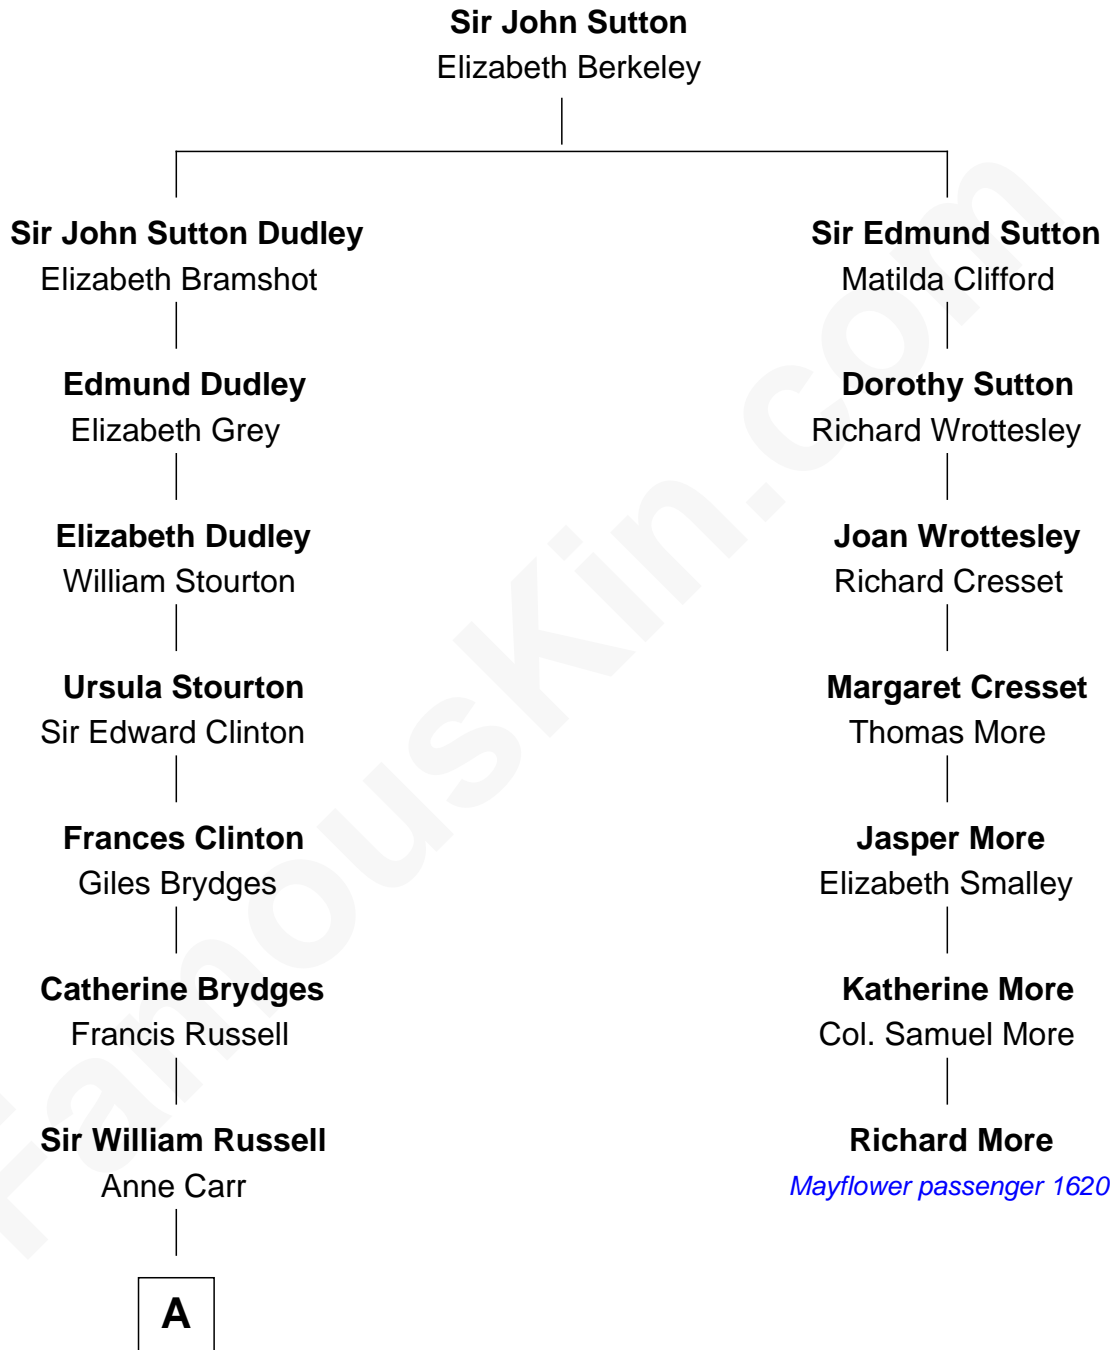 Sir John Sutton
Elizabeth Berkeley
Sir John Sutton Dudley
Elizabeth Bramshot
Edmund Dudley
Elizabeth Grey
Elizabeth Dudley
William Stourton
Ursula Stourton
Sir Edward Clinton
Frances Clinton
Giles Brydges
Catherine Brydges
Francis Russell
Sir William Russell
Anne Carr
A
Sir Edmund Sutton
Matilda Clifford
Dorothy Sutton
Richard Wrottesley
Joan Wrottesley
Richard Cresset
Margaret Cresset
Thomas More
Jasper More
Elizabeth Smalley
Katherine More
Col. Samuel More
Richard More
Mayflower passenger 1620
FamousKin.com